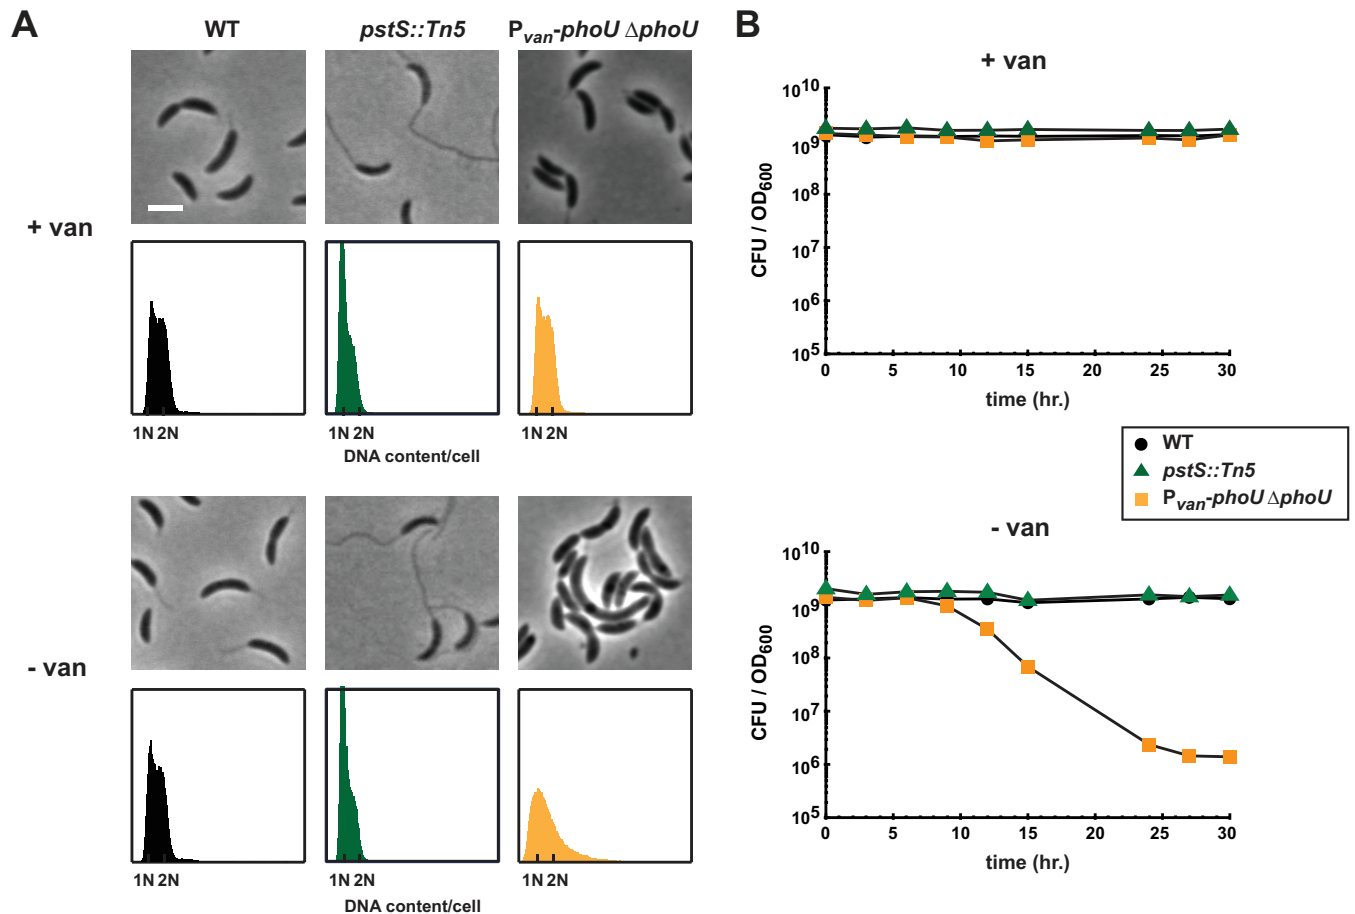 A
WT
pstS::Tn5
Pvan-phoU ΔphoU
+ van
1N 2N
1N 2N
1N 2N
DNA content/cell
- van
1N 2N
1N 2N
1N 2N
DNA content/cell
B
+ van
10^10
10^9
10^8
10^7
10^6
10^5
CFU / OD600
0 5 10 15 20 25 30
time (hr.)
WT
pstS::Tn5
Pvan-phoU ΔphoU
- van
10^10
10^9
10^8
10^7
10^6
10^5
CFU / OD600
0 5 10 15 20 25 30
time (hr.)